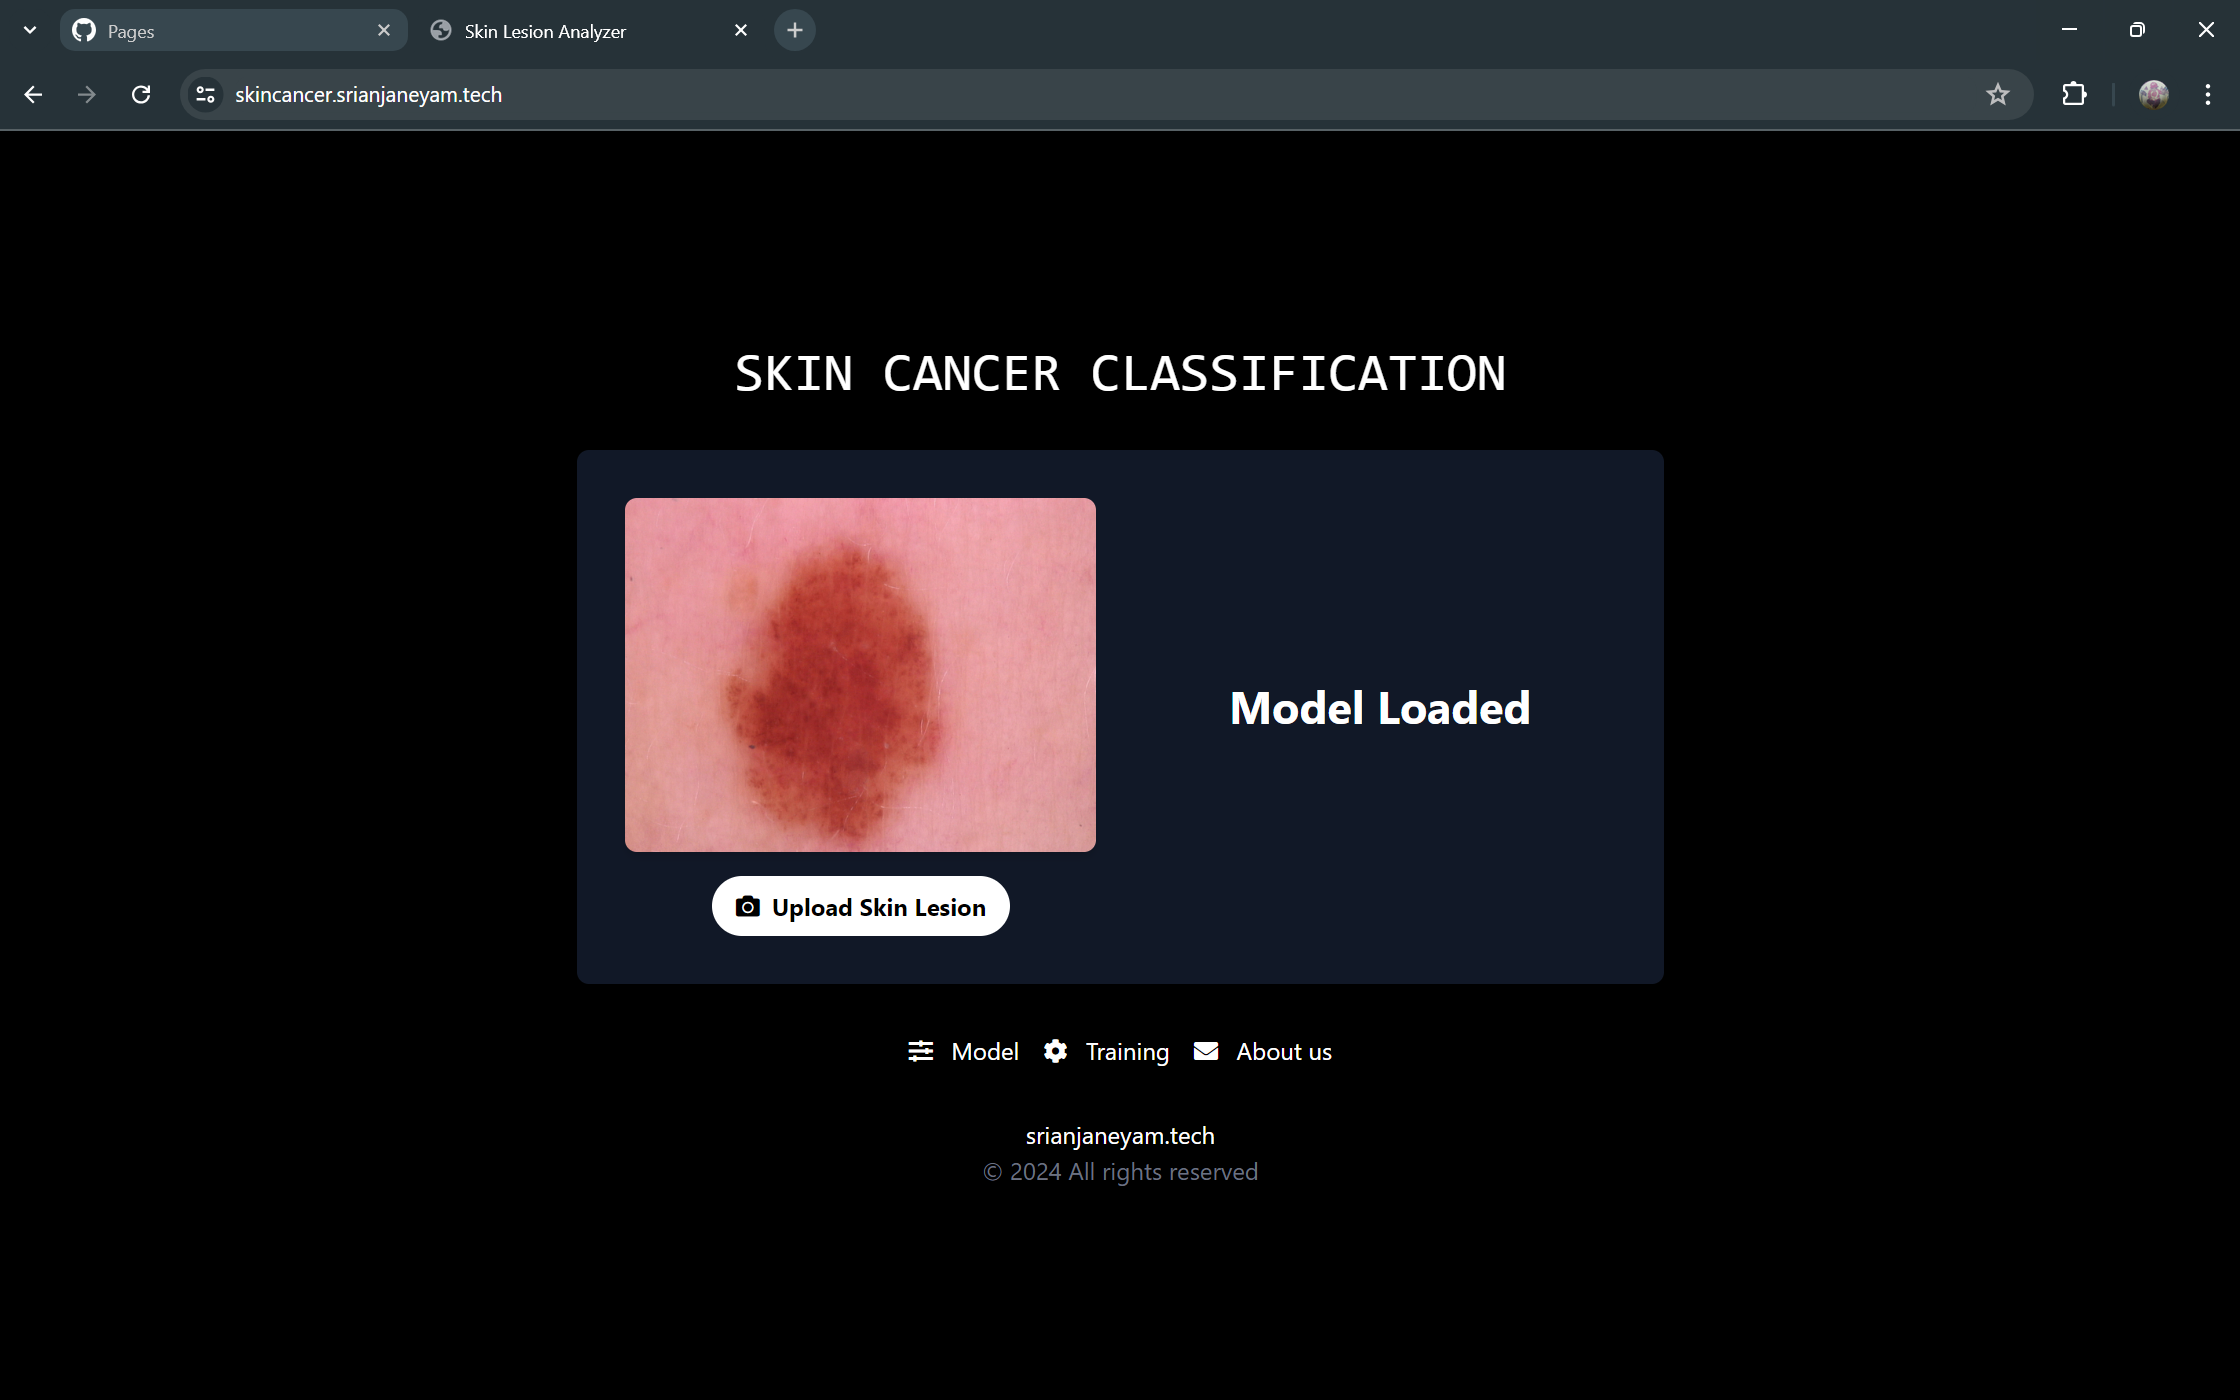 Pages
Skin Lesion Analyzer
skincancer.srianjaneyam.tech
SKIN CANCER CLASSIFICATION
Model Loaded
Upload Skin Lesion
Model Training About us
srianjaneyam.tech
© 2024 All rights reserved